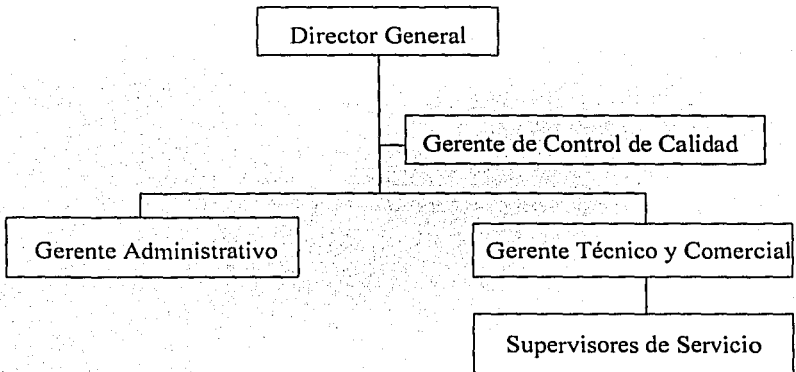 Director General
Gerente de Control de Calidad
Gerente Administrativo
Gerente Técnico y Comercial
Supervisores de Servicio